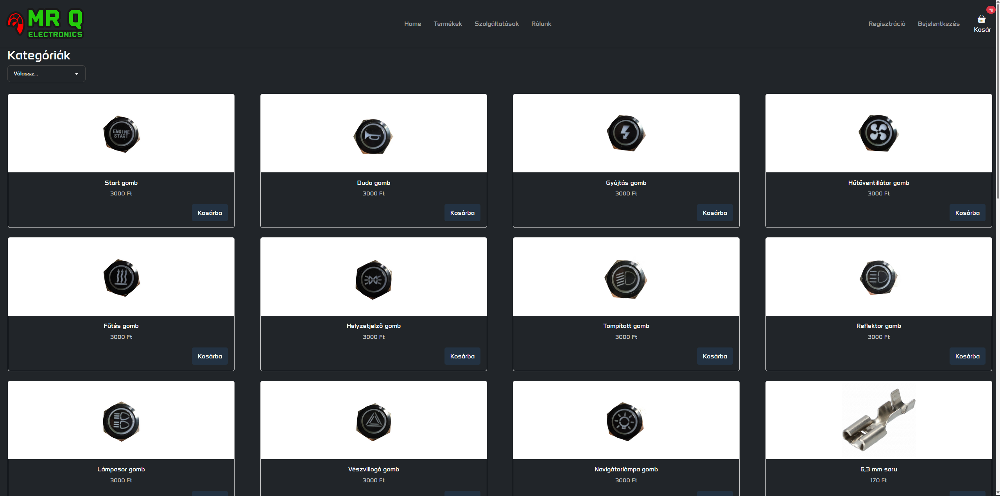 MR Q
ELECTRONICS
Home Termékek Szolgáltatások Rólunk
Regisztráció Bejelentkezés
4
Kosár
Kategóriák
Válassz...
ENGINE
START
Start gomb
3000 Ft
Kosárba
Duda gomb
3000 Ft
Kosárba
Gyújtás gomb
3000 Ft
Kosárba
Hűtőventillátor gomb
3000 Ft
Kosárba
Fűtés gomb
3000 Ft
Kosárba
Helyzetjelző gomb
3000 Ft
Kosárba
Tompított gomb
3000 Ft
Kosárba
Reflektor gomb
3000 Ft
Kosárba
Lámpasor gomb
3000 Ft
Vészvillogó gomb
3000 Ft
Navigátorlámpa gomb
3000 Ft
6,3 mm saru
170 Ft